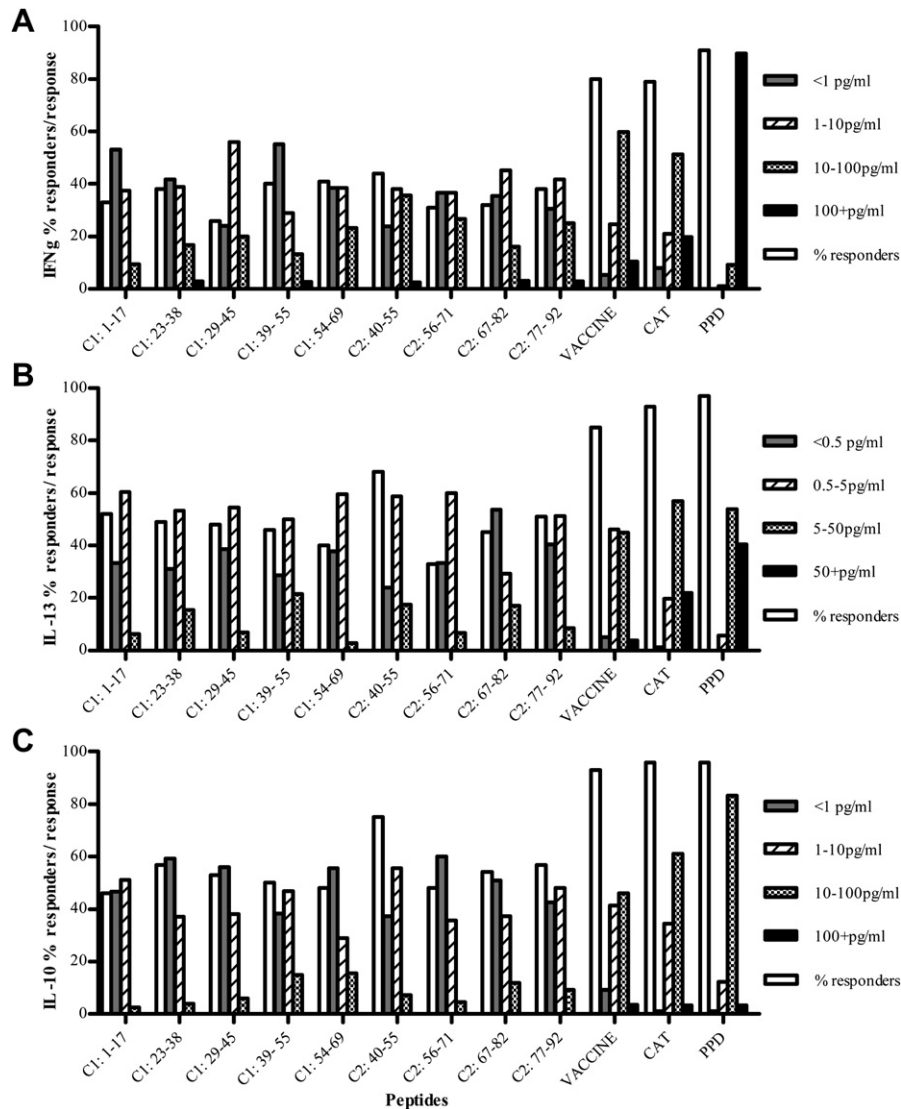 A
IFNg % responders/response
100
80
60
40
20
0
C1: 1-17
C1: 23-38
C1: 29-45
C1: 39- 55
C1: 54-69
C2: 40-55
C2: 56-71
C2: 67-82
C2: 77- 92
VACCINE
CAT
PPD
<1 pg/ml
1-10pg/ml
10-100pg/ml
100+pg/ml
% responders
B
IL -13 % responders/ response
100
80
60
40
20
0
C1: 1-17
C1: 23-38
C1: 29-45
C1: 39- 55
C1: 54-69
C2: 40-55
C2: 56-71
C2: 67-82
C2: 77- 92
VACCINE
CAT
PPD
<0.5 pg/ml
0.5-5pg/ml
5-50pg/ml
50+pg/ml
% responders
C
IL -10 % responders/ response
100
80
60
40
20
0
C1: 1-17
C1: 23-38
C1: 29-45
C1: 39- 55
C1: 54-69
C2: 40-55
C2: 56-71
C2: 67-82
C2: 77-92
VACCINE
CAT
PPD
<1 pg/ml
1-10pg/ml
10-100pg/ml
100+pg/ml
% responders
Peptides